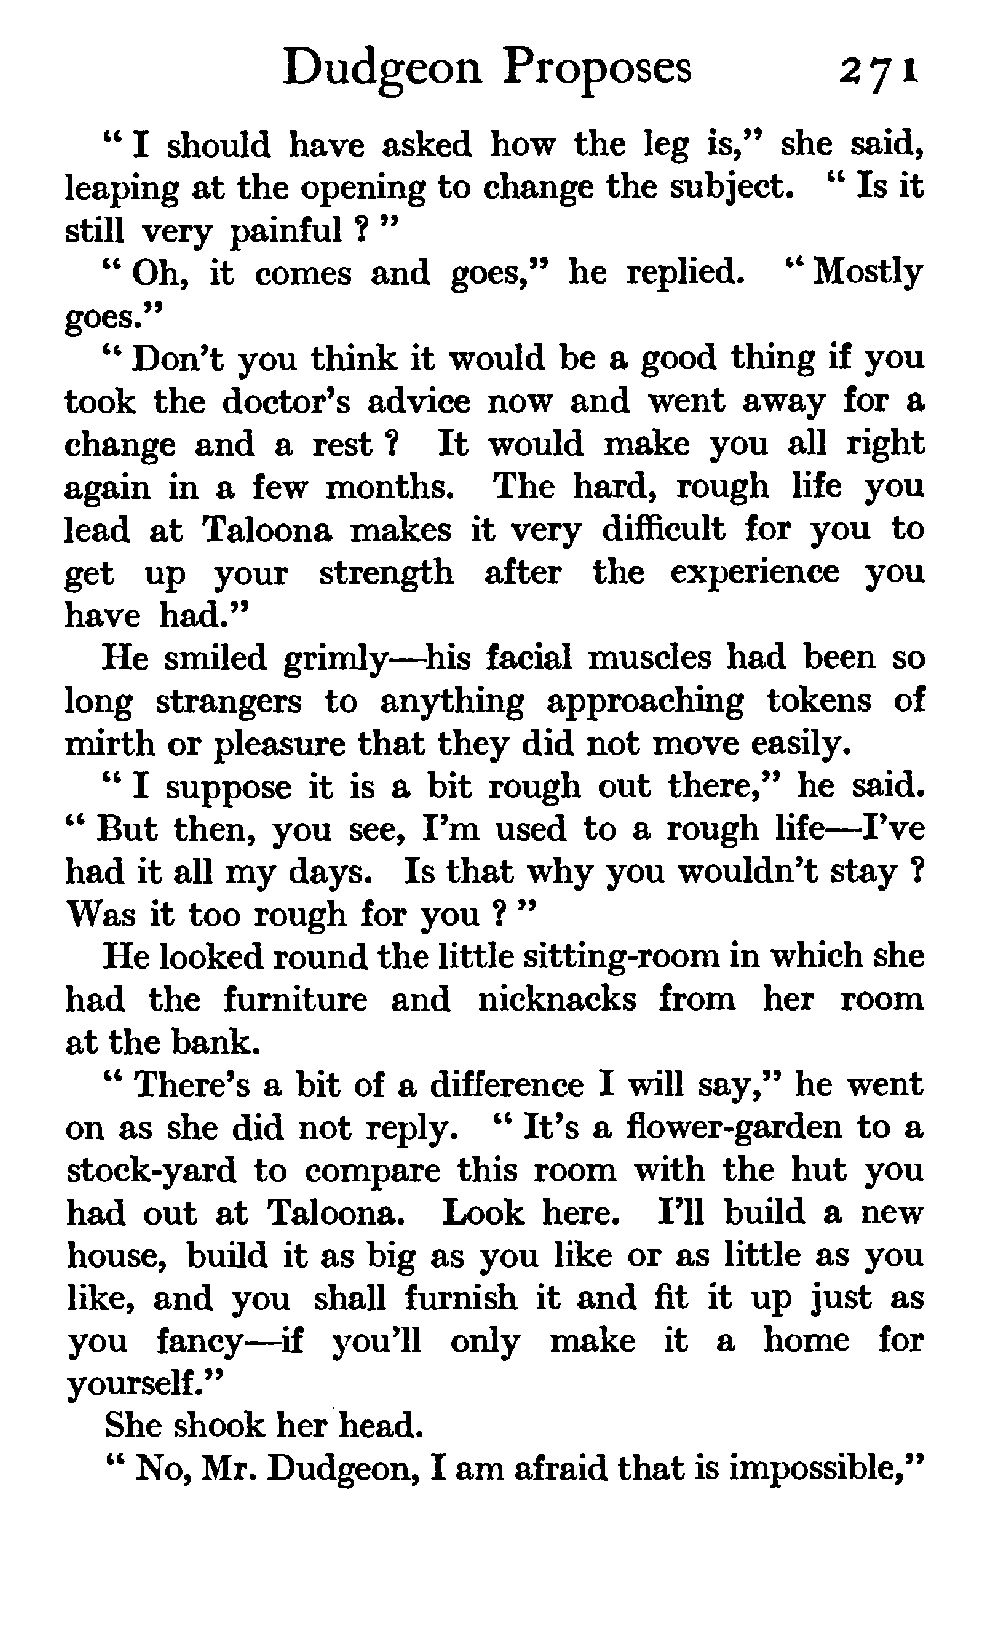 Dudgeon Proposes 271
“ I should have asked how the leg is,” she said,
leaping at the opening to change the subject. “ Is it
still very painful ? ”
“ Oh, it comes and goes,” he replied. “ Mostly
goes.”
“ Don’t you think it would be a good thing if you
took the doctor’s advice now and went away for a
change and a rest ? It would make you all right
again in a few months. The hard, rough life you
lead at Taloona makes it very difficult for you to
get up your strength after the experience you
have had.”
He smiled grimly—his facial muscles had been so
long strangers to anything approaching tokens of
mirth or pleasure that they did not move easily.
“ I suppose it is a bit rough out there,” he said.
“ But then, you see, I’m used to a rough life—I’ve
had it all my days. Is that why you wouldn’t stay ?
Was it too rough for you ? ”
He looked round the little sitting-room in which she
had the furniture and nicknacks from her room
at the bank.
“ There’s a bit of a difference I will say,” he went
on as she did not reply. “ It’s a flower-garden to a
stock-yard to compare this room with the hut you
had out at Taloona. Look here. I’ll build a new
house, build it as big as you like or as little as you
like, and you shall furnish it and fit it up just as
you fancy—if you’ll only make it a home for
yourself.”
She shook her head.
“ No, Mr. Dudgeon, I am afraid that is impossible,”